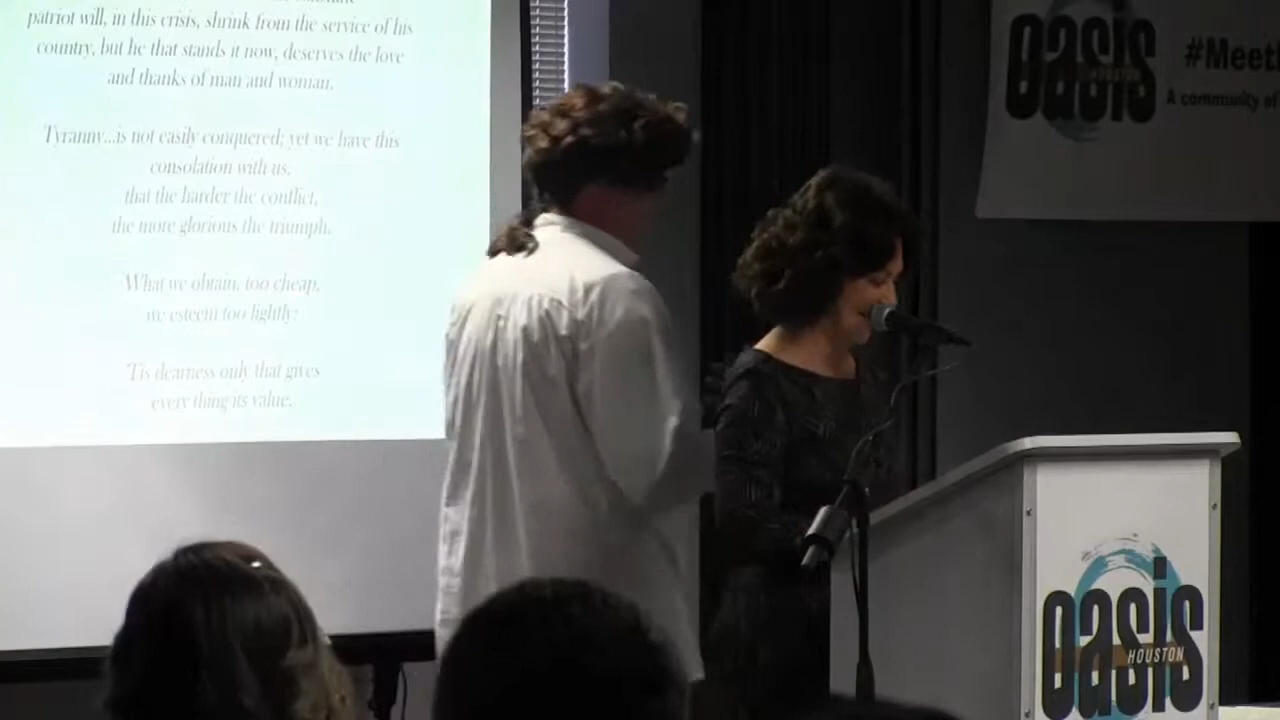 patriot will, in this crisis, shrink from the service of his
country, but he that stands it now, deserves the love
and thanks of man and woman.
Tyranny...is not easily conquered; yet we have this
consolation with us,
that the harder the conflict,
the more glorious the triumph.
What we obtain, too cheap,
we esteem too lightly:
'Tis dearness only that gives
every thing its value.
oasis
HOUSTON
#Meet
A community of
oasis
HOUSTON